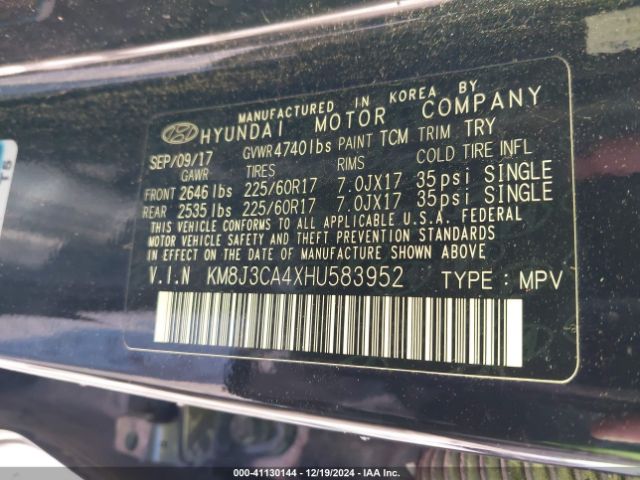 MANUFACTURED IN KOREA BY
HYUNDAI MOTOR COMPANY
SEP/09/17 GVWR 4740 lbs PAINT TCM TRIM TRY
GAWR TIRES RIMS COLD TIRE INFL
FRONT 2646 lbs 225/60R17 7.0JX17 35psi SINGLE
REAR 2535 lbs 225/60R17 7.0JX17 35psi SINGLE
THIS VEHICLE CONFORMS TO ALL APPLICABLE U.S.A. FEDERAL
MOTOR VEHICLE SAFETY AND THEFT PREVENTION STANDARDS
IN EFFECT ON THE DATE OF MANUFACTURE SHOWN ABOVE
V.I.N KM8J3CA4XHU583952 TYPE : MPV
000-41130144 - 12/19/2024 - IAA Inc.